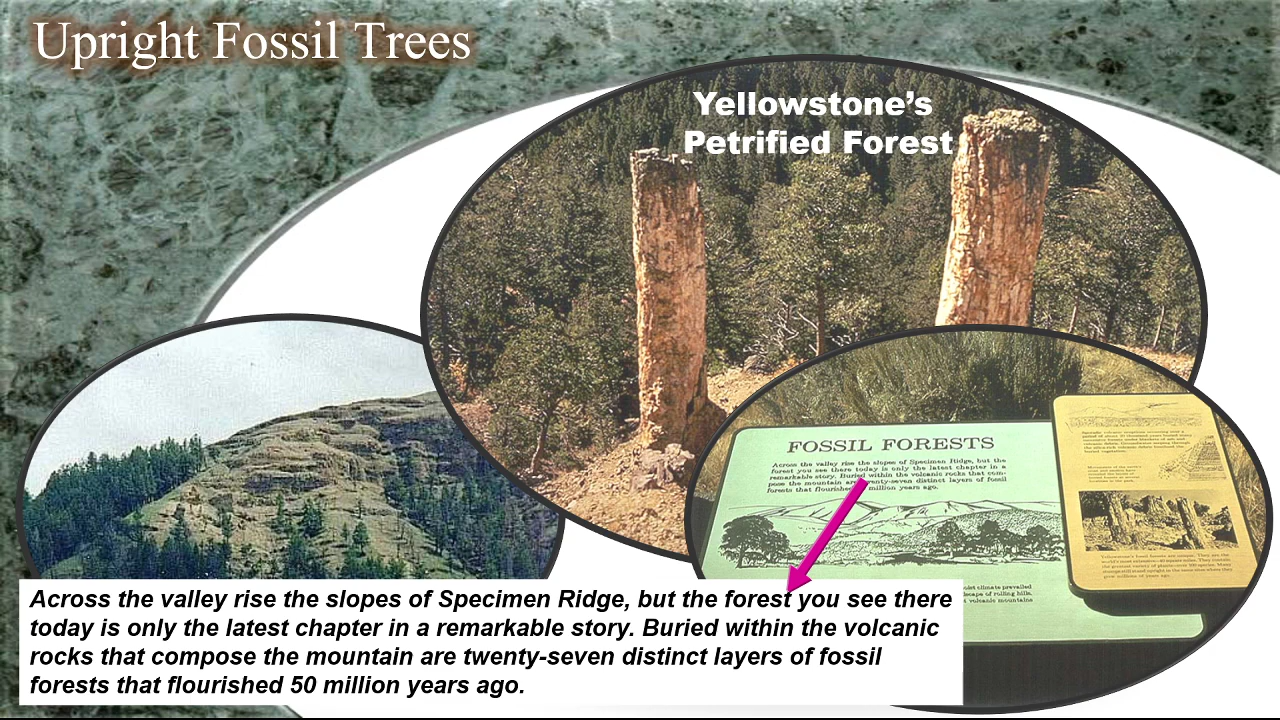 Upright Fossil Trees
Yellowstone's
Petrified Forest
FOSSIL FORESTS
Across the valley rise the slopes of Specimen Ridge, but the
forest you see there today is only the latest chapter in a
remarkable story. Buried within the volcanic rocks that com-
pose the mountain are twenty-seven distinct layers of fossil
forests that flourished million years ago.
Across the valley rise the slopes of Specimen Ridge, but the forest you see there
today is only the latest chapter in a remarkable story. Buried within the volcanic
rocks that compose the mountain are twenty-seven distinct layers of fossil
forests that flourished 50 million years ago.